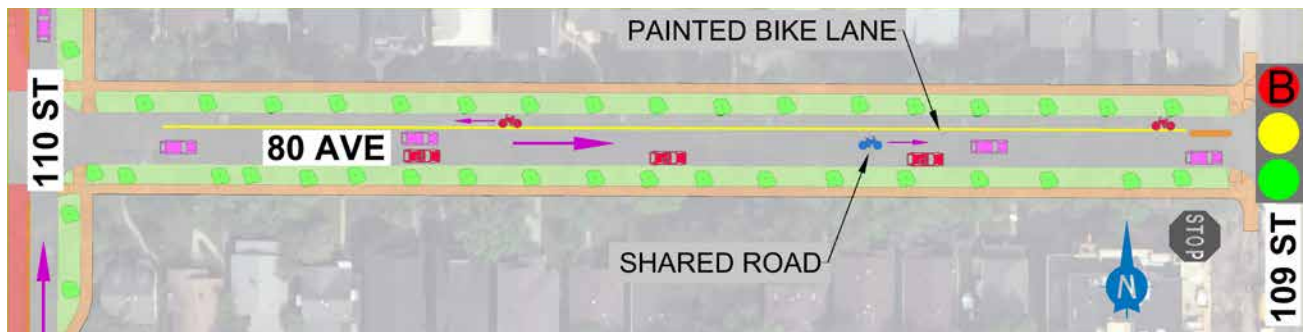 PAINTED BIKE LANE
110 ST
80 AVE
B
SHARED ROAD
STOP
N
109 ST